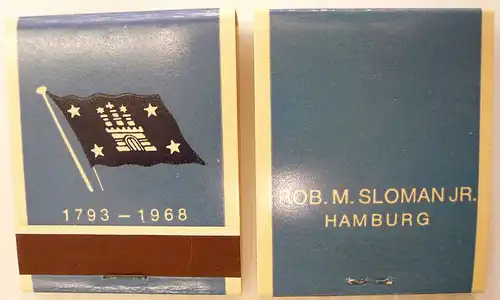 1793 – 1968
ROB. M. SLOMAN JR.
HAMBURG